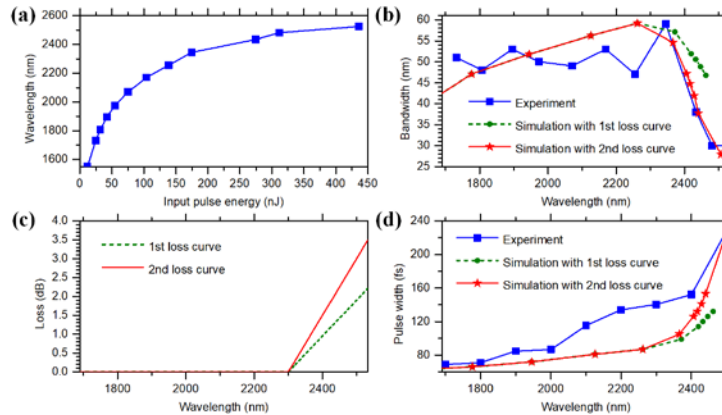 (a)
2600
2400
2200
2000
1800
1600
Wavelength (nm)
0 50 100 150 200 250 300 350 400 450
Input pulse energy (nJ)
(b)
60
55
50
45
40
35
30
25
Bandwidth (nm)
Experiment
Simulation with 1st loss curve
Simulation with 2nd loss curve
1800 2000 2200 2400
Wavelength (nm)
(c)
4.0
3.5
3.0
2.5
2.0
1.5
1.0
0.5
0.0
Loss (dB)
1st loss curve
2nd loss curve
1800 2000 2200 2400
Wavelength (nm)
(d)
240
200
160
120
80
Pulse width (fs)
Experiment
Simulation with 1st loss curve
Simulation with 2nd loss curve
1800 2000 2200 2400
Wavelength (nm)